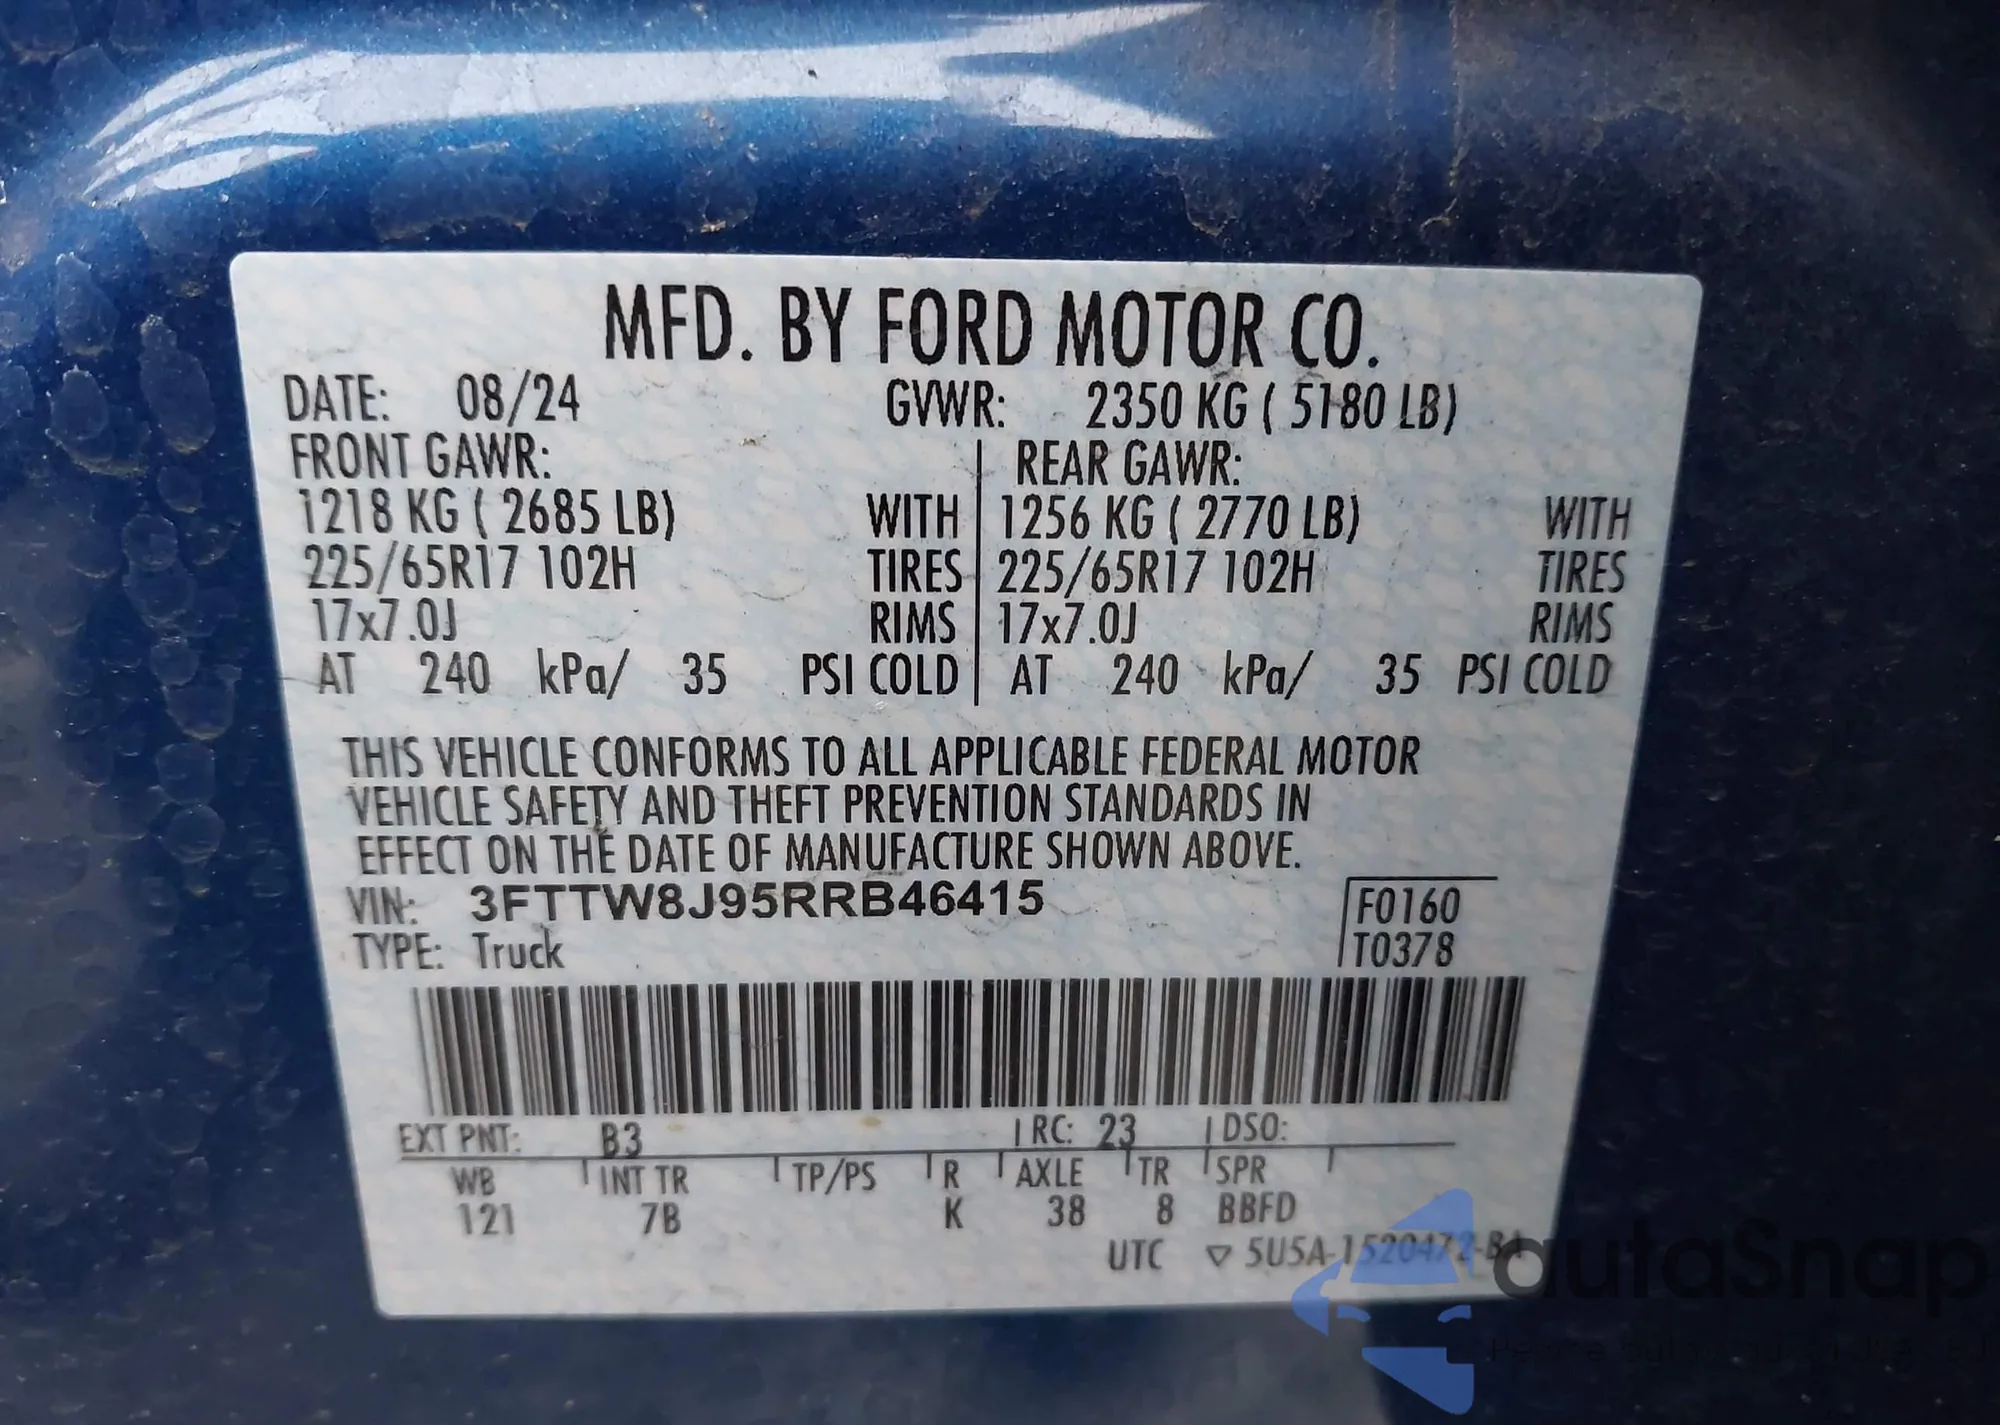 MFD. BY FORD MOTOR CO.
DATE: 08/24 GVWR: 2350 KG ( 5180 LB)
FRONT GAWR: REAR GAWR:
1218 KG ( 2685 LB) WITH 1256 KG ( 2770 LB) WITH
225/65R17 102H TIRES 225/65R17 102H TIRES
17x7.0J RIMS 17x7.0J RIMS
AT 240 kPa/ 35 PSI COLD AT 240 kPa/ 35 PSI COLD
THIS VEHICLE CONFORMS TO ALL APPLICABLE FEDERAL MOTOR
VEHICLE SAFETY AND THEFT PREVENTION STANDARDS IN
EFFECT ON THE DATE OF MANUFACTURE SHOWN ABOVE.
VIN: 3FTTW8J95RRB46415 F0160
TYPE: Truck T0378
EXT PNT: B3 RC: 23 DSO:
WB INT TR TP/PS R AXLE TR SPR
121 7B K 38 8 BBFD
UTC ▽ 5U5A-1520472-BA
autaSnap